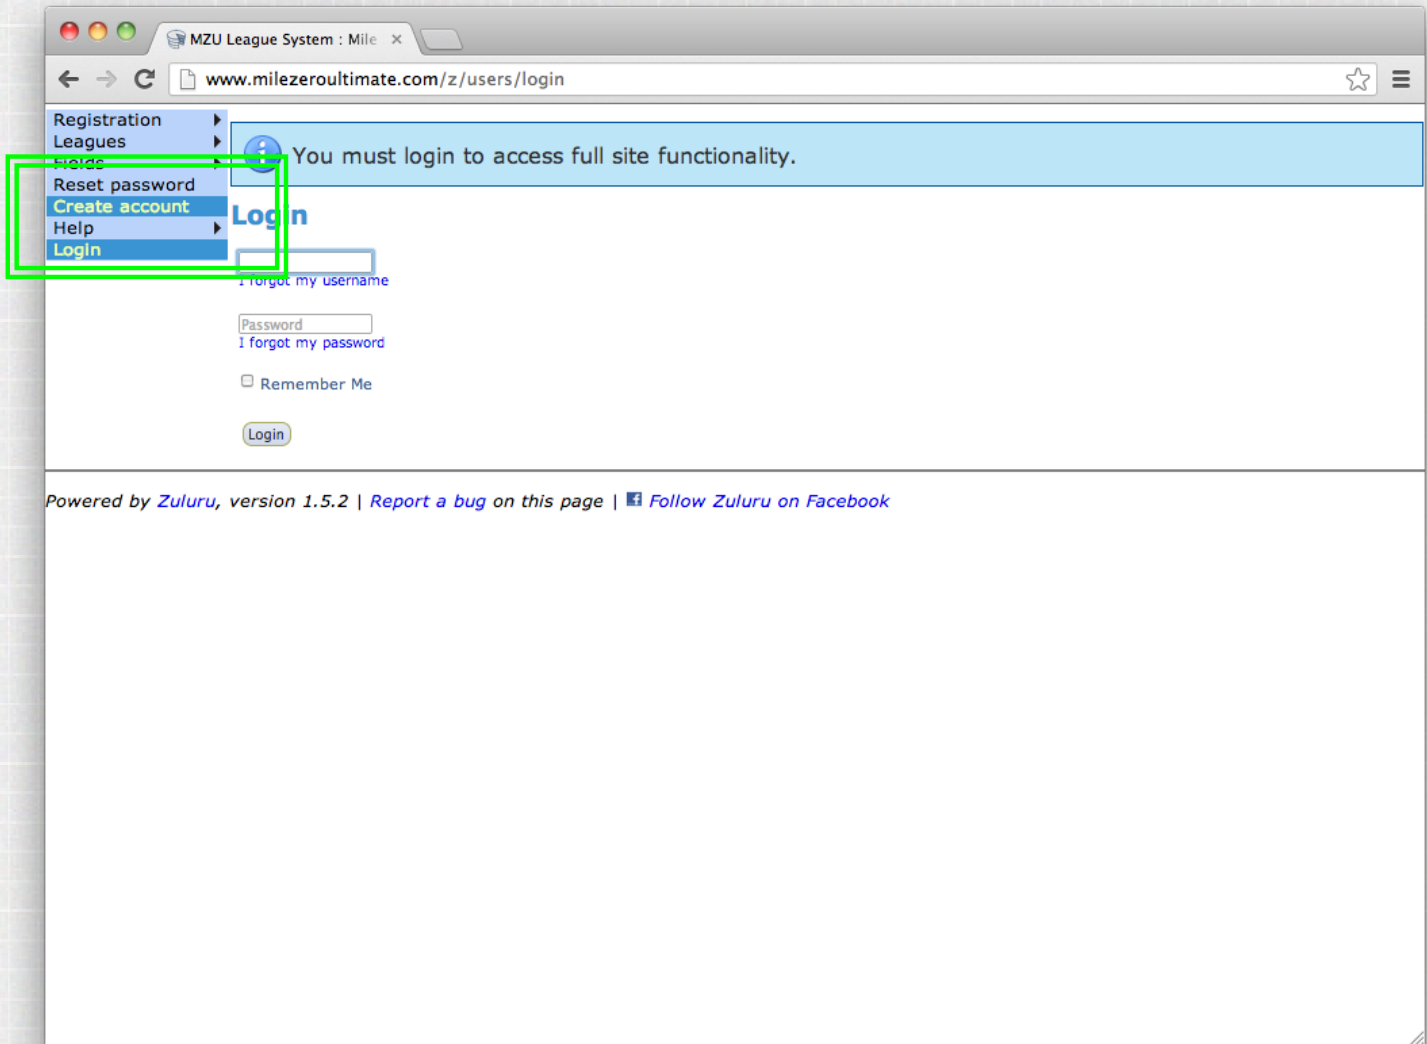 MZU League System : Mile
www.milezeroultimate.com/z/users/login
Registration
Leagues
Fields
Reset password
Create account
Help
Login
You must login to access full site functionality.
Login
I forgot my username
Password
I forgot my password
Remember Me
Login
Powered by Zuluru, version 1.5.2 | Report a bug on this page | Follow Zuluru on Facebook